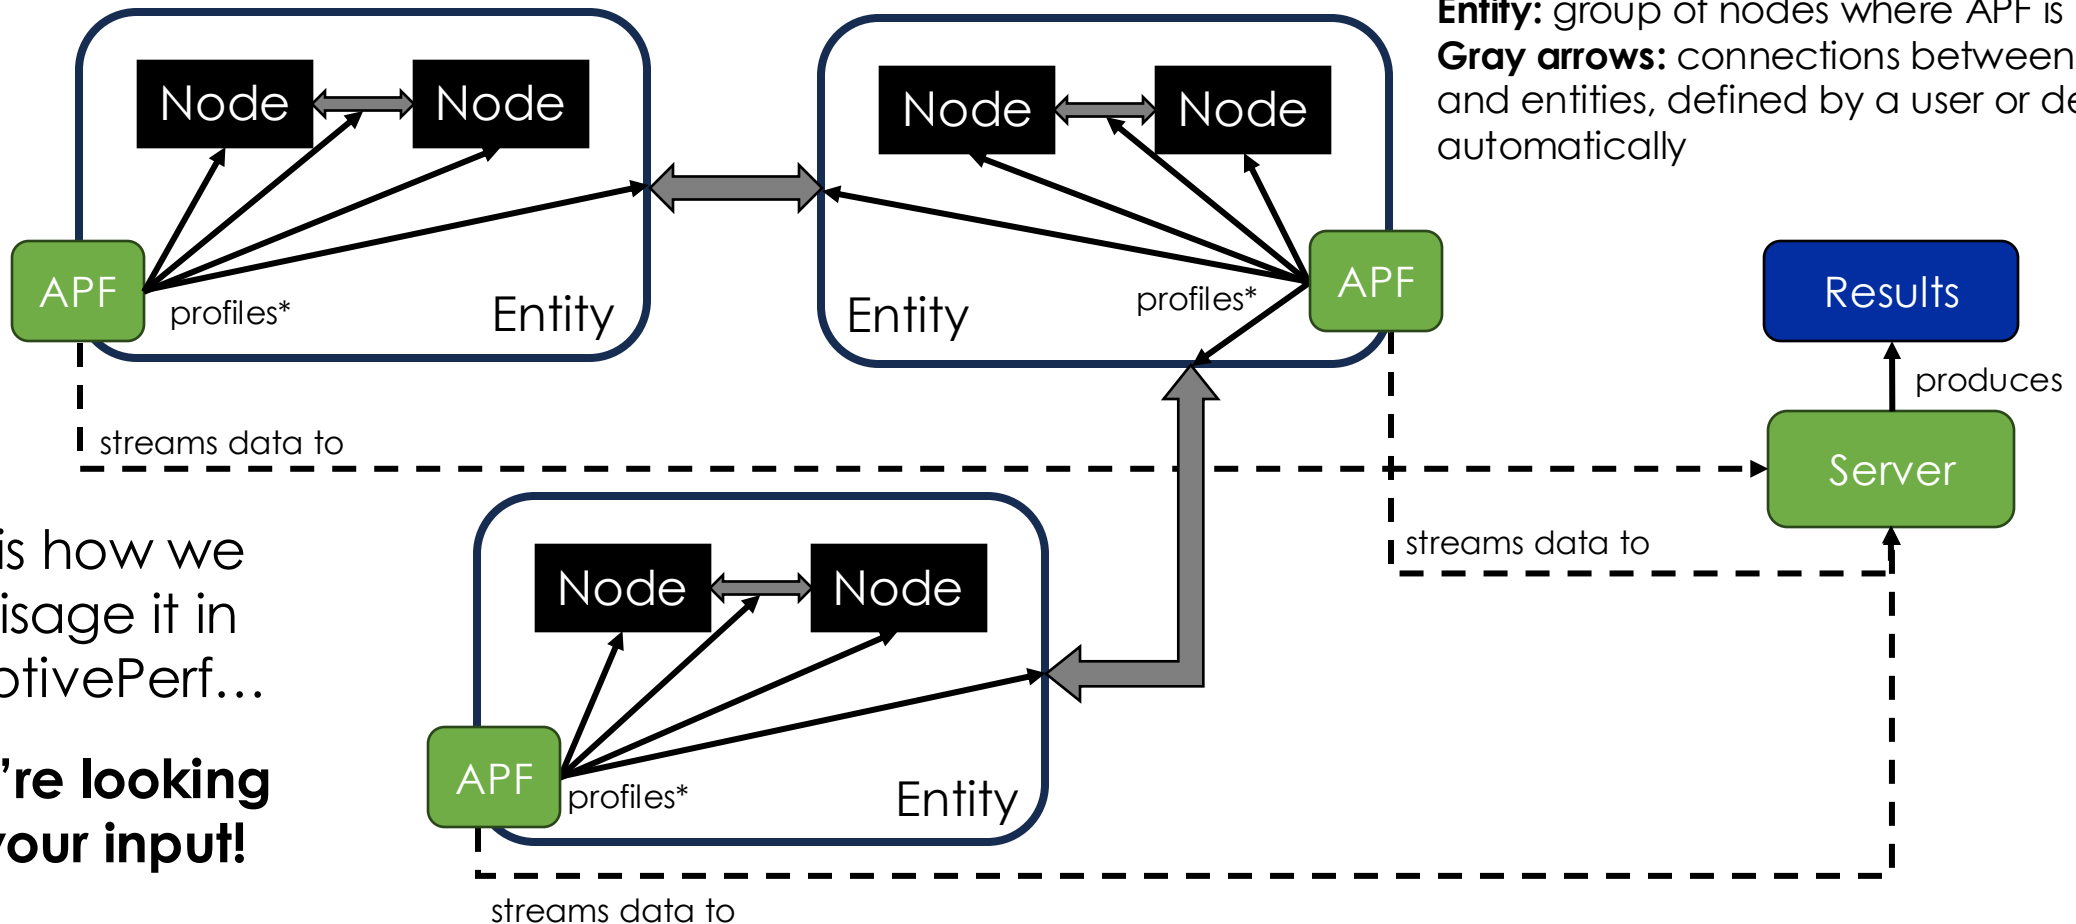 Entity: group of nodes where APF is
Gray arrows: connections between
and entities, defined by a user or de
automatically
Node
Node
Node
Node
APF
profiles*
Entity
Entity
profiles*
APF
Results
produces
streams data to
Server
streams data to
is how we
isage it in
ptivePerf...
Node
Node
're looking
your input!
APF
profiles*
Entity
streams data to